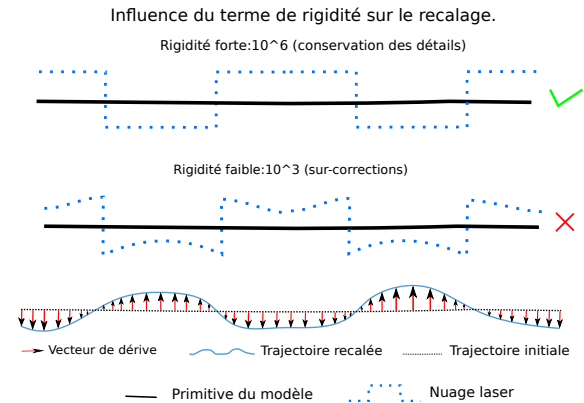 Influence du terme de rigidité sur le recalage.
Rigidité forte:10^6 (conservation des détails)
Rigidité faible:10^3 (sur-corrections)
Vecteur de dérive
Trajectoire recalée
Trajectoire initiale
Primitive du modèle
Nuage laser